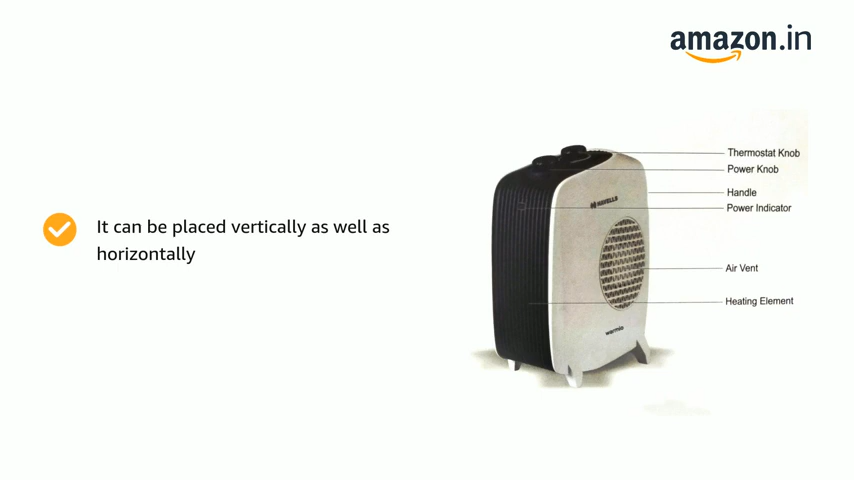 amazon.in
It can be placed vertically as well as
horizontally
Thermostat Knob
Power Knob
Handle
Power Indicator
Air Vent
Heating Element
HAVELLS
warmio